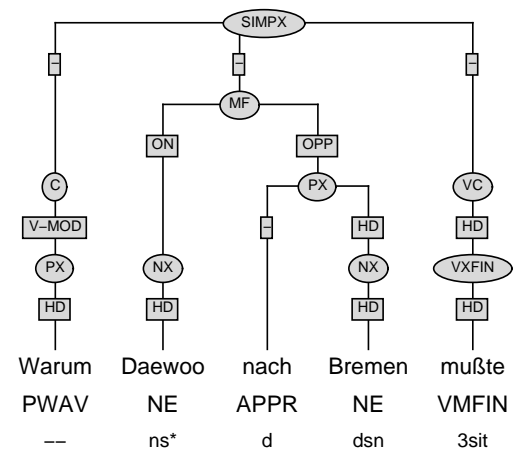 SIMPX
– – –
MF
ON OPP
C PX VC
V–MOD – HD HD
PX NX NX VXFIN
HD HD HD HD
Warum Daewoo nach Bremen mußte
PWAV NE APPR NE VMFIN
–– ns* d dsn 3sit